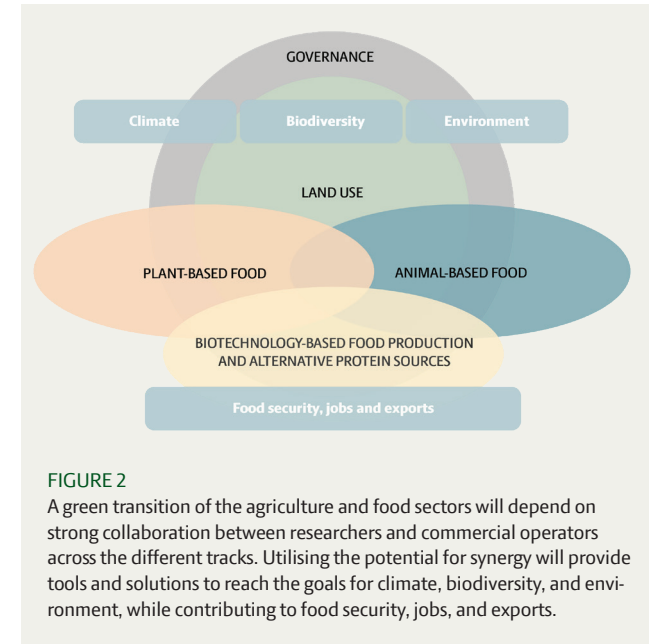 GOVERNANCE
Climate
Biodiversity
Environment
LAND USE
PLANT-BASED FOOD
ANIMAL-BASED FOOD
BIOTECHNOLOGY-BASED FOOD PRODUCTION
AND ALTERNATIVE PROTEIN SOURCES
Food security, jobs and exports
FIGURE 2
A green transition of the agriculture and food sectors will depend on
strong collaboration between researchers and commercial operators
across the different tracks. Utilising the potential for synergy will provide
tools and solutions to reach the goals for climate, biodiversity, and envi-
ronment, while contributing to food security, jobs, and exports.